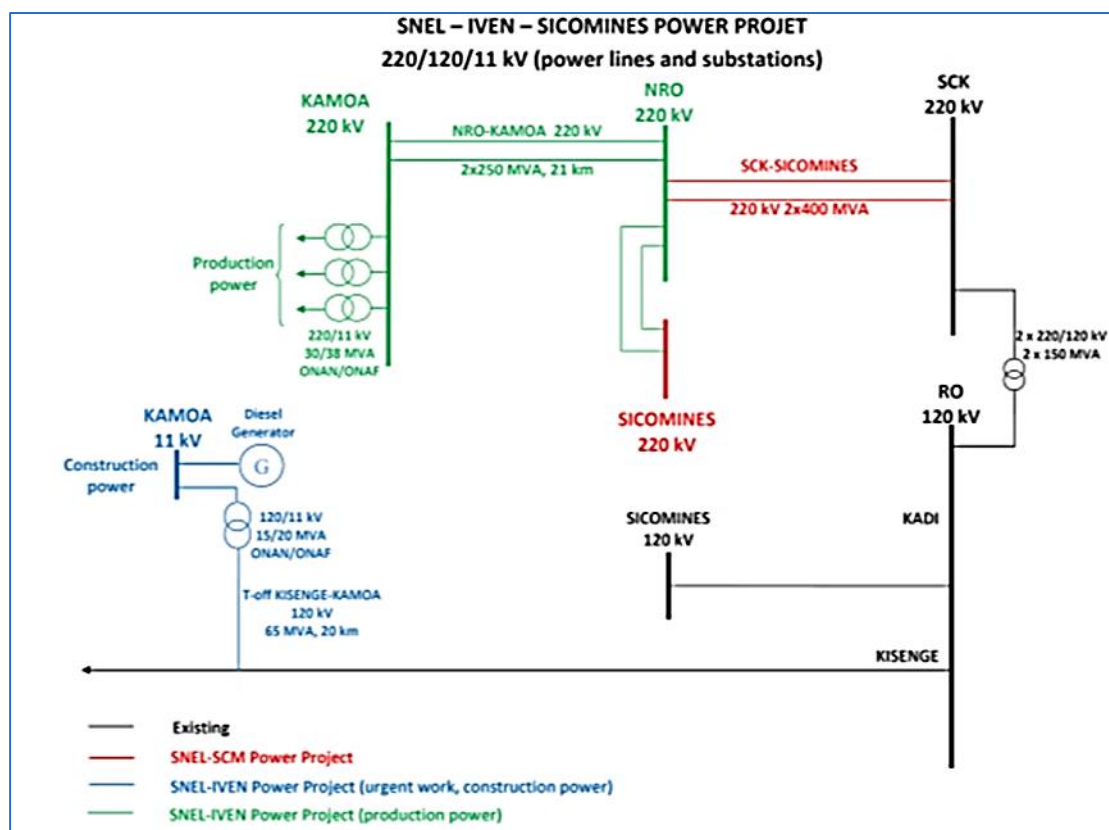 SNEL – IVEN – SICOMINES POWER PROJET
220/120/11 kV (power lines and substations)
KAMOA
220 kV
NRO-KAMOA 220 kV
2x250 MVA, 21 km
NRO
220 kV
SCK
220 kV
SCK-SICOMINES
220 kV 2x400 MVA
Production
power
220/11 kV
30/38 MVA
ONAN/ONAF
2 x 220/120 kV
2 x 150 MVA
SICOMINES
220 kV
RO
120 kV
KAMOA
11 kV
Diesel
Generator
G
Construction
power
120/11 kV
15/20 MVA
ONAN/ONAF
SICOMINES
120 kV
KADI
T-off KISENGE-KAMOA
120 kV
65 MVA, 20 km
KISENGE
Existing
SNEL-SCM Power Project
SNEL-IVEN Power Project (urgent work, construction power)
SNEL-IVEN Power Project (production power)